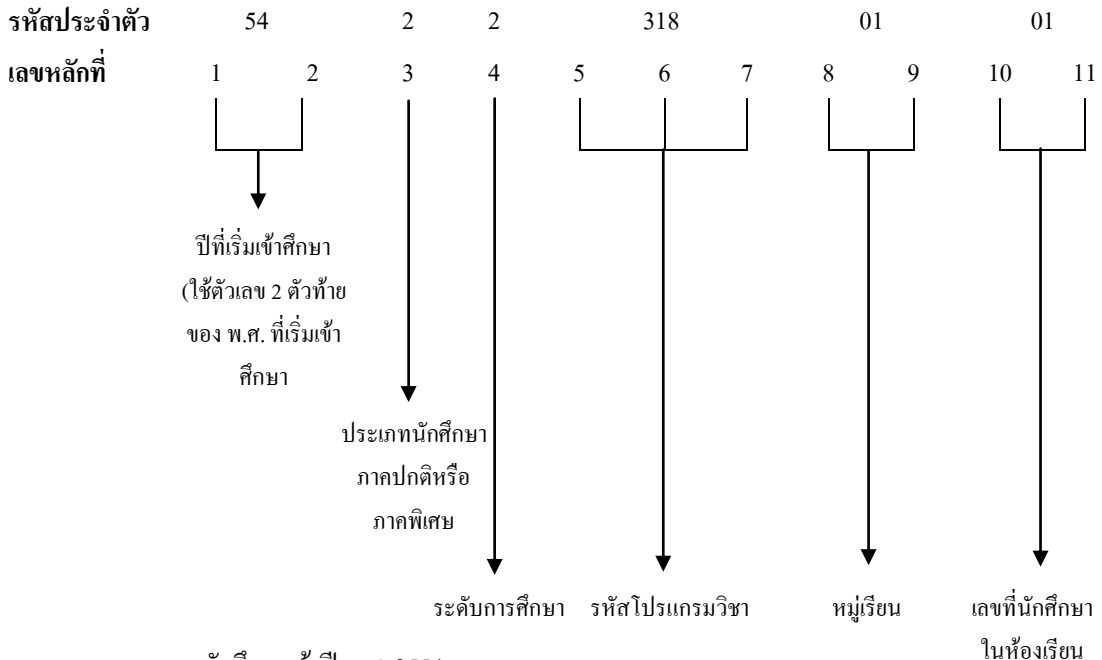 รหัสประจำตัว 54 2 2 318 01 01
เลขหลักที่ 1 2 3 4 5 6 7 8 9 10 11
ปีที่เริ่มเข้าศึกษา
(ใช้ตัวเลข 2 ตัวท้าย
ของ พ.ศ. ที่เริ่มเข้า
ศึกษา
ประเภทนักศึกษา
ภาคปกติหรือ
ภาคพิเศษ
ระดับการศึกษา รหัสโปรแกรมวิชา หมู่เรียน เลขที่นักศึกษา
ในห้องเรียน